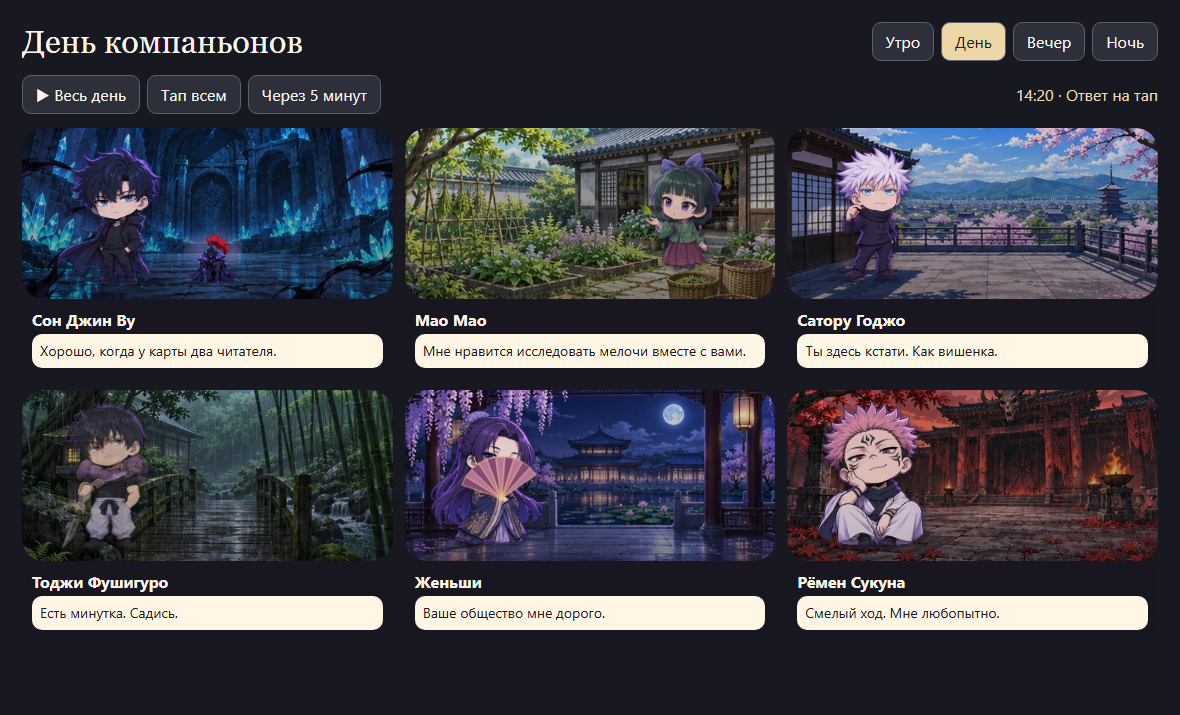 День компаньонов
Утро
День
Вечер
Ночь
▶ Весь день
Тап всем
Через 5 минут
14:20 · Ответ на тап
Сон Джин Ву
Хорошо, когда у карты два читателя.
Мао Мао
Мне нравится исследовать мелочи вместе с вами.
Сатору Годжо
Ты здесь кстати. Как вишенка.
Тоджи Фушигуро
Есть минутка. Садись.
Женьши
Ваше общество мне дорого.
Рёмен Сукуна
Смелый ход. Мне любопытно.